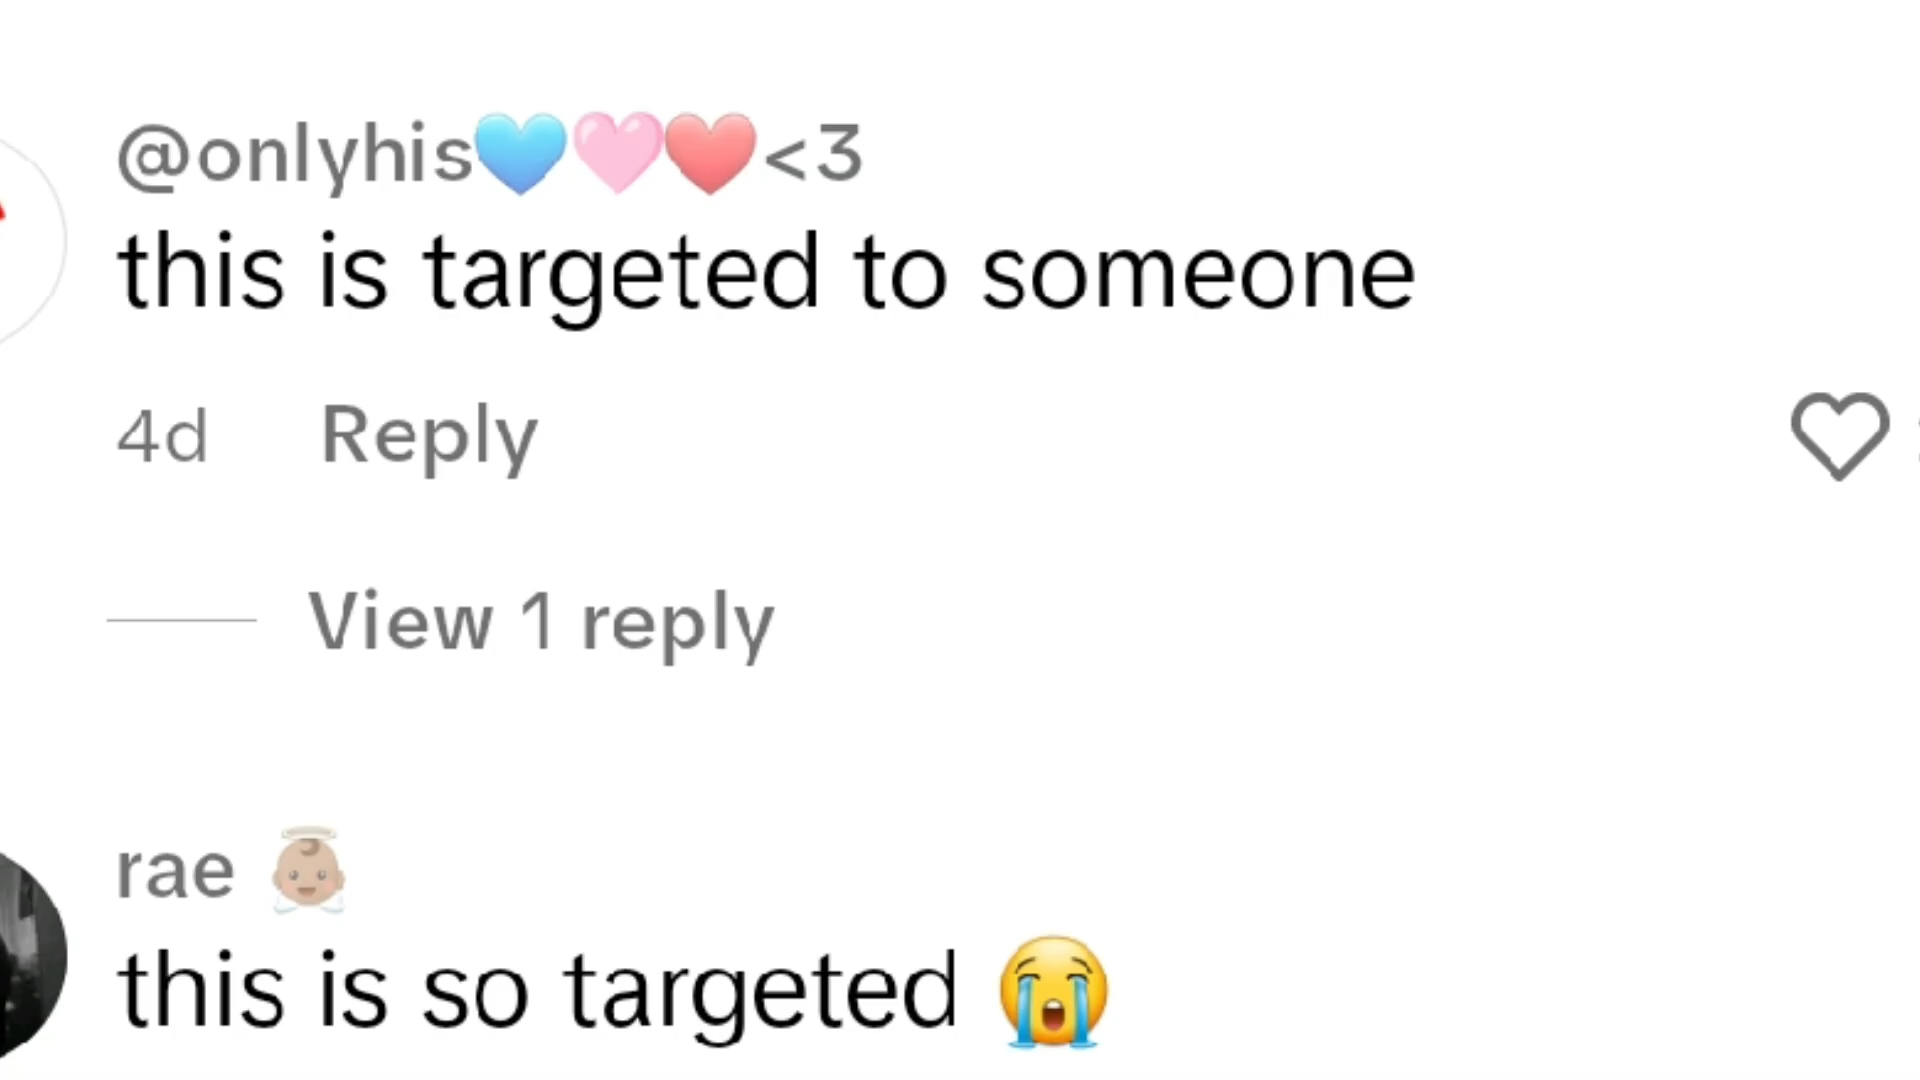 @onlyhis🩵🩷❤️<3
this is targeted to someone
4d Reply
View 1 reply
rae 👼🏼
this is so targeted 😭